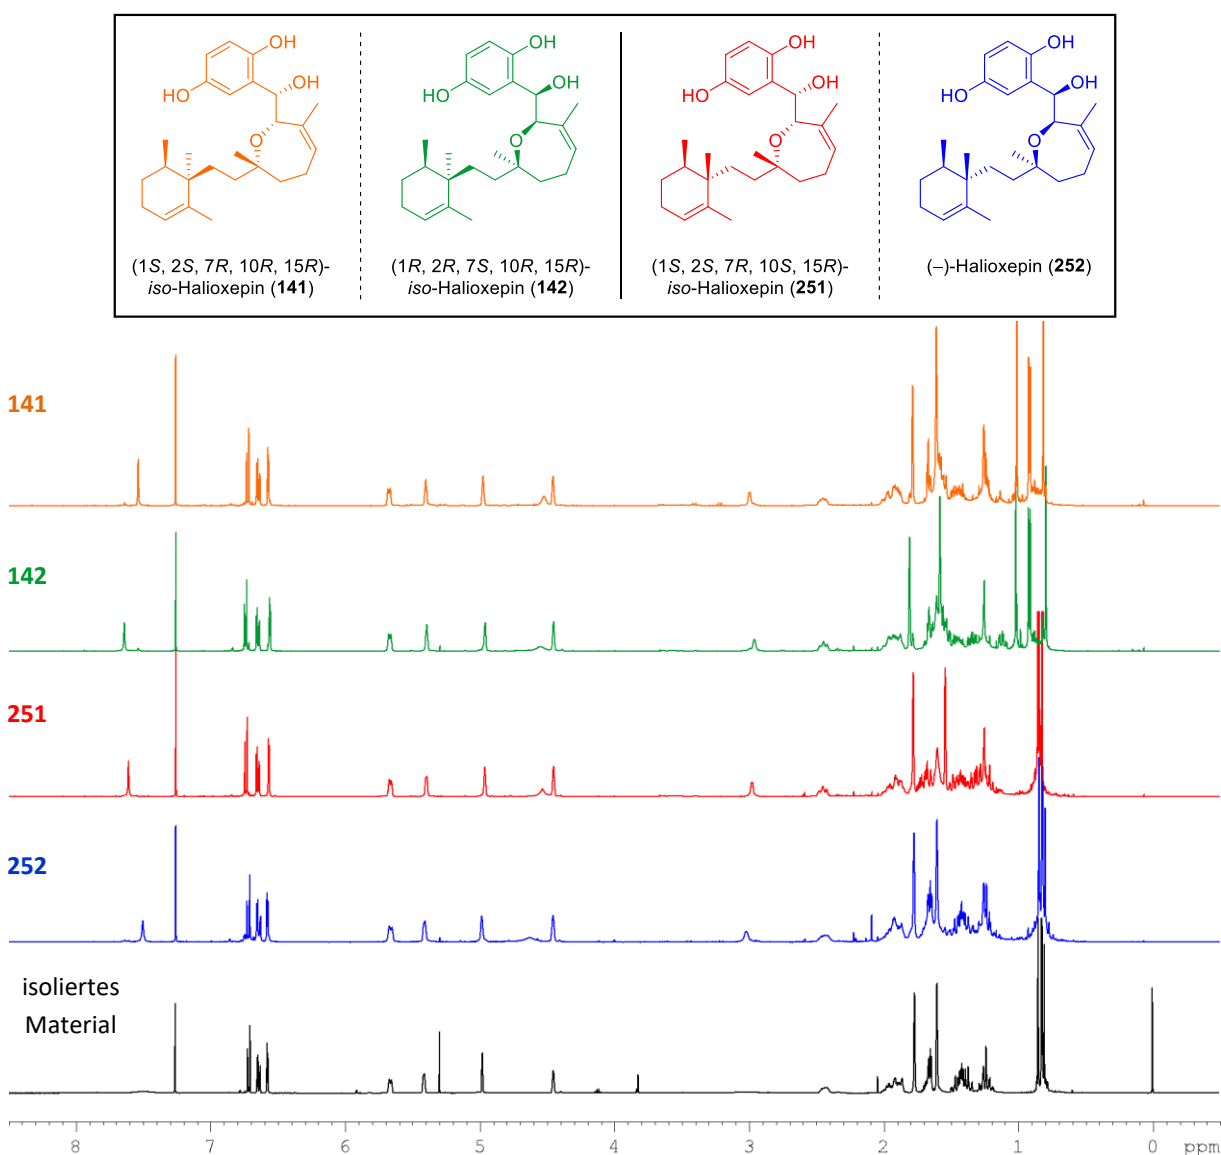 OH
OH
HO
O
OH
OH
HO
O
OH
OH
HO
O
OH
OH
HO
O
(1S, 2S, 7R, 10R, 15R)-
iso-Halioxepin (141)
(1R, 2R, 7S, 10R, 15R)-
iso-Halioxepin (142)
(1S, 2S, 7R, 10S, 15R)-
iso-Halioxepin (251)
(–)-Halioxepin (252)
141
142
251
252
isoliertes
Material
8 7 6 5 4 3 2 1 0 ppm